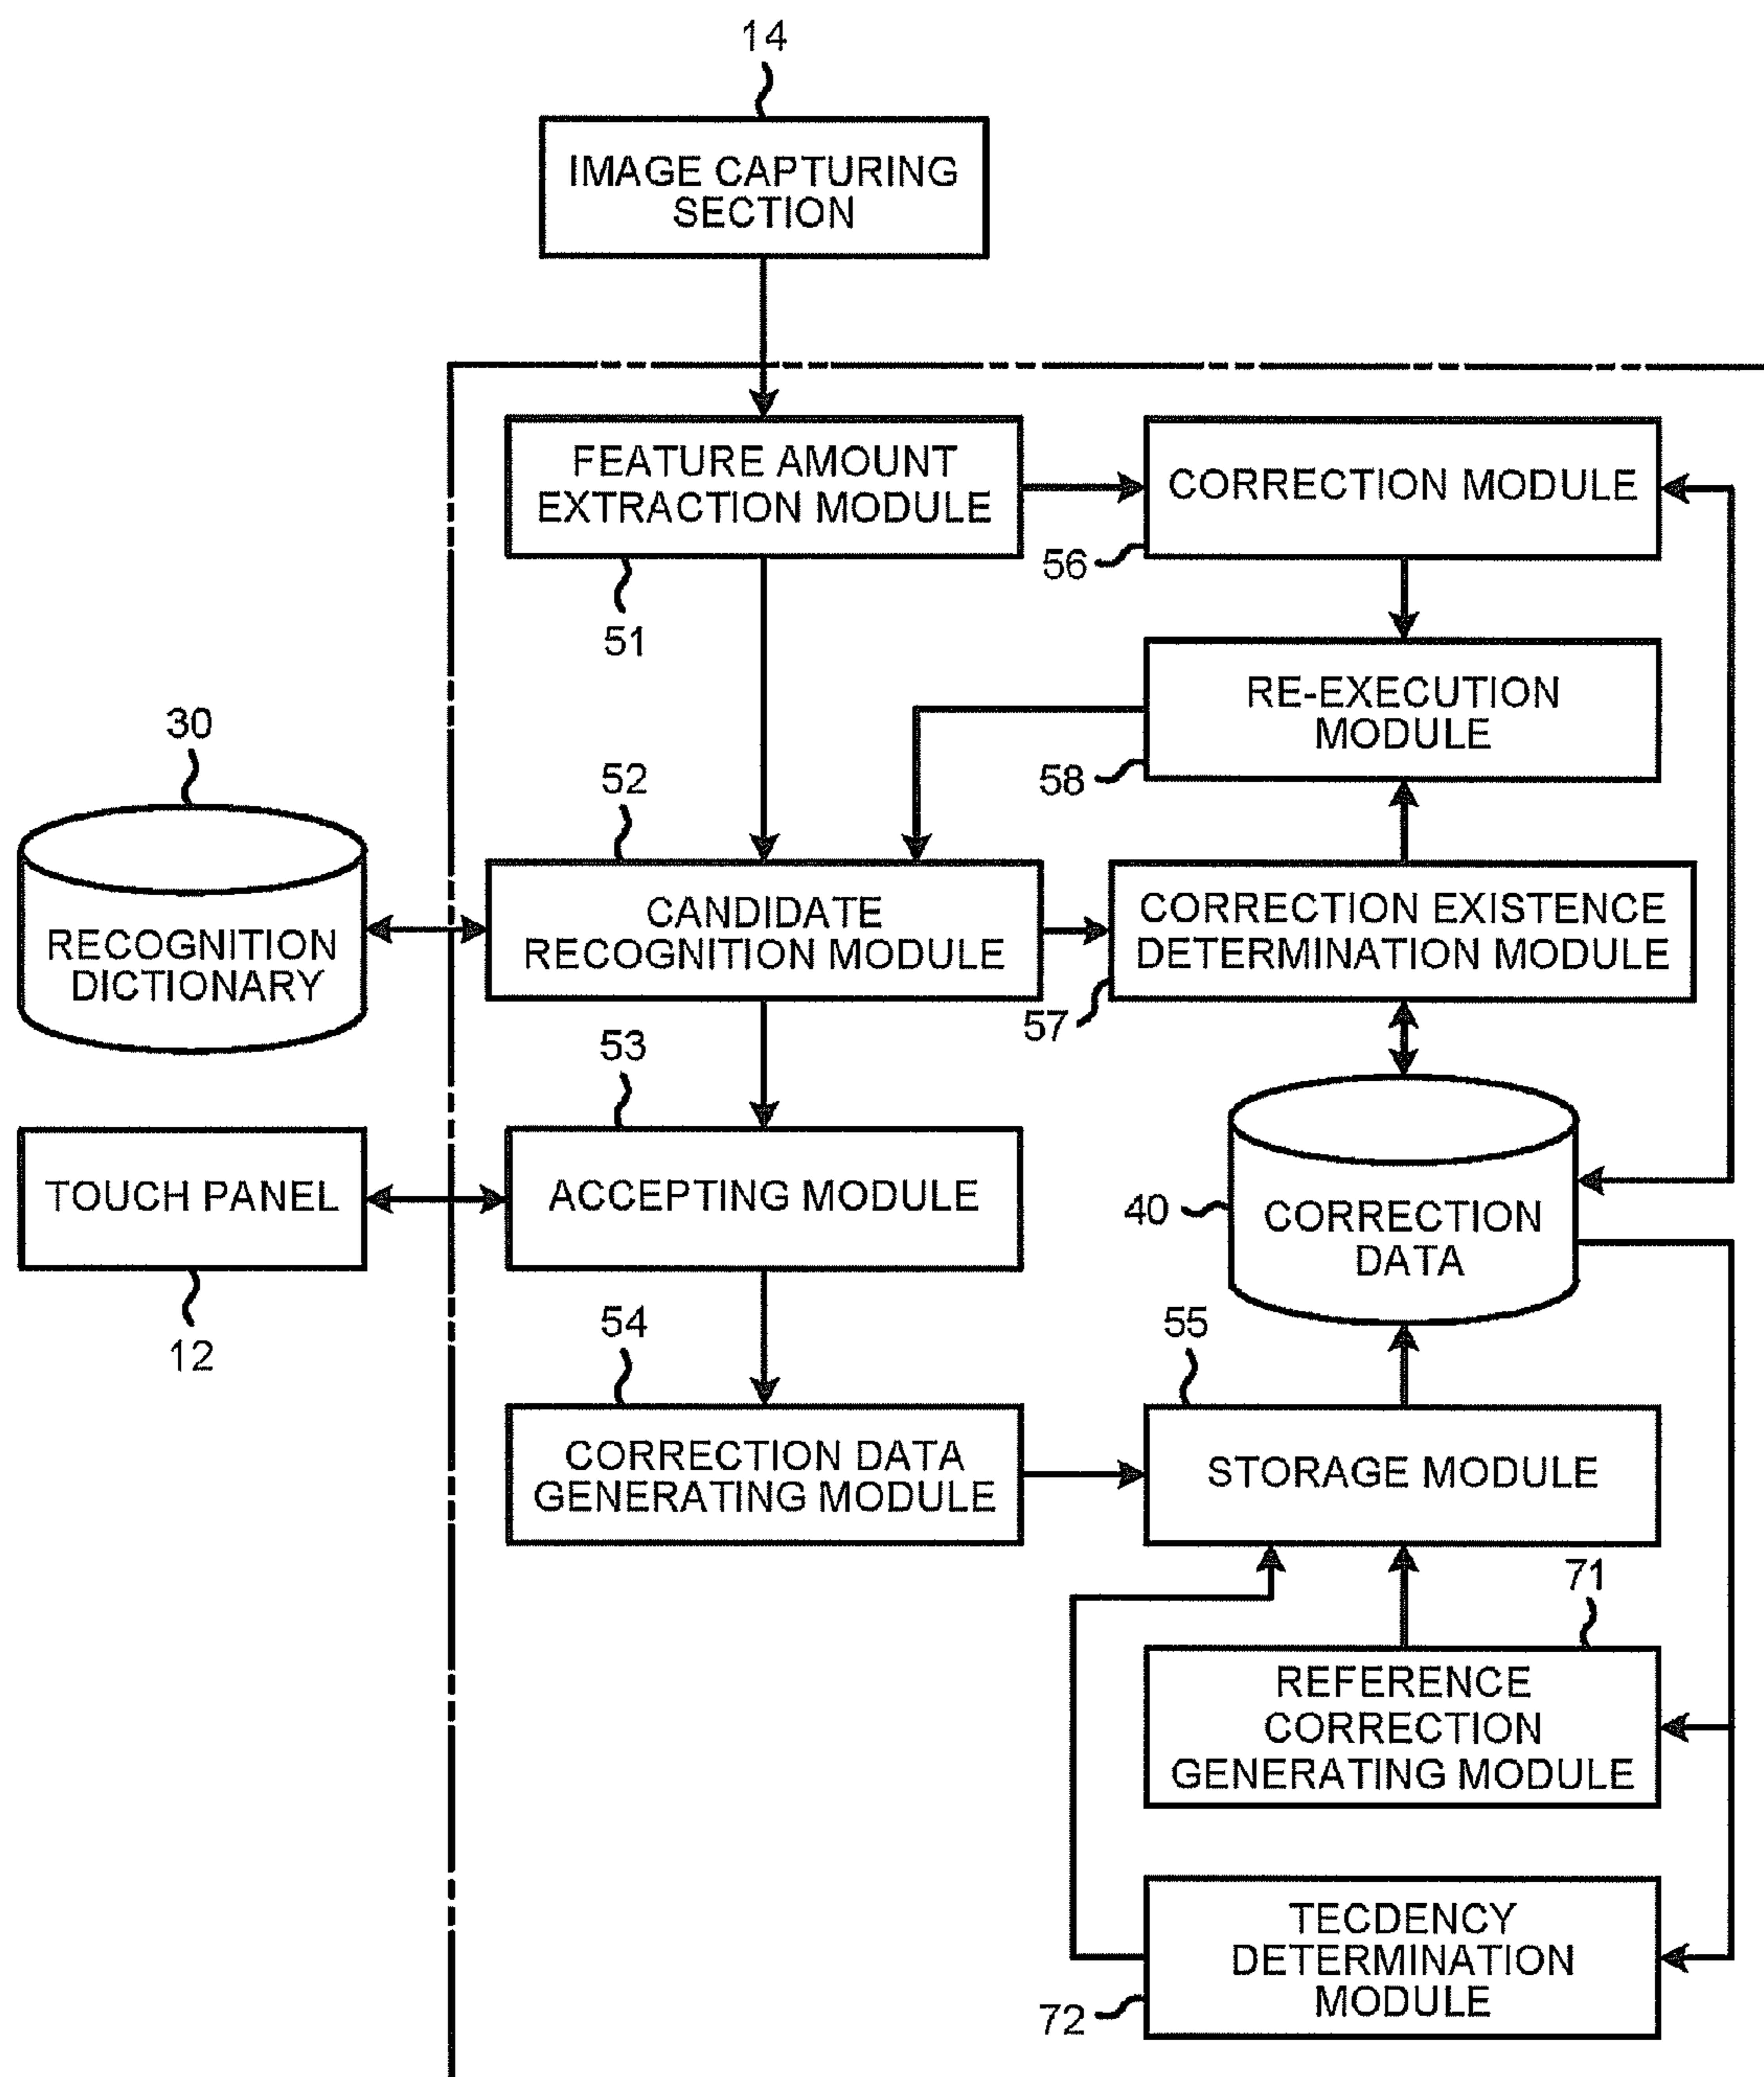 14
IMAGE CAPTURING
SECTION
FEATURE AMOUNT
EXTRACTION MODULE
51
CORRECTION MODULE
56
RE-EXECUTION
MODULE
58
30
RECOGNITION
DICTIONARY
52
CANDIDATE
RECOGNITION MODULE
CORRECTION EXISTENCE
DETERMINATION MODULE
57
53
TOUCH PANEL
12
ACCEPTING MODULE
40
CORRECTION
DATA
54
CORRECTION DATA
GENERATING MODULE
55
STORAGE MODULE
71
REFERENCE
CORRECTION
GENERATING MODULE
TECDENCY
DETERMINATION
MODULE
72